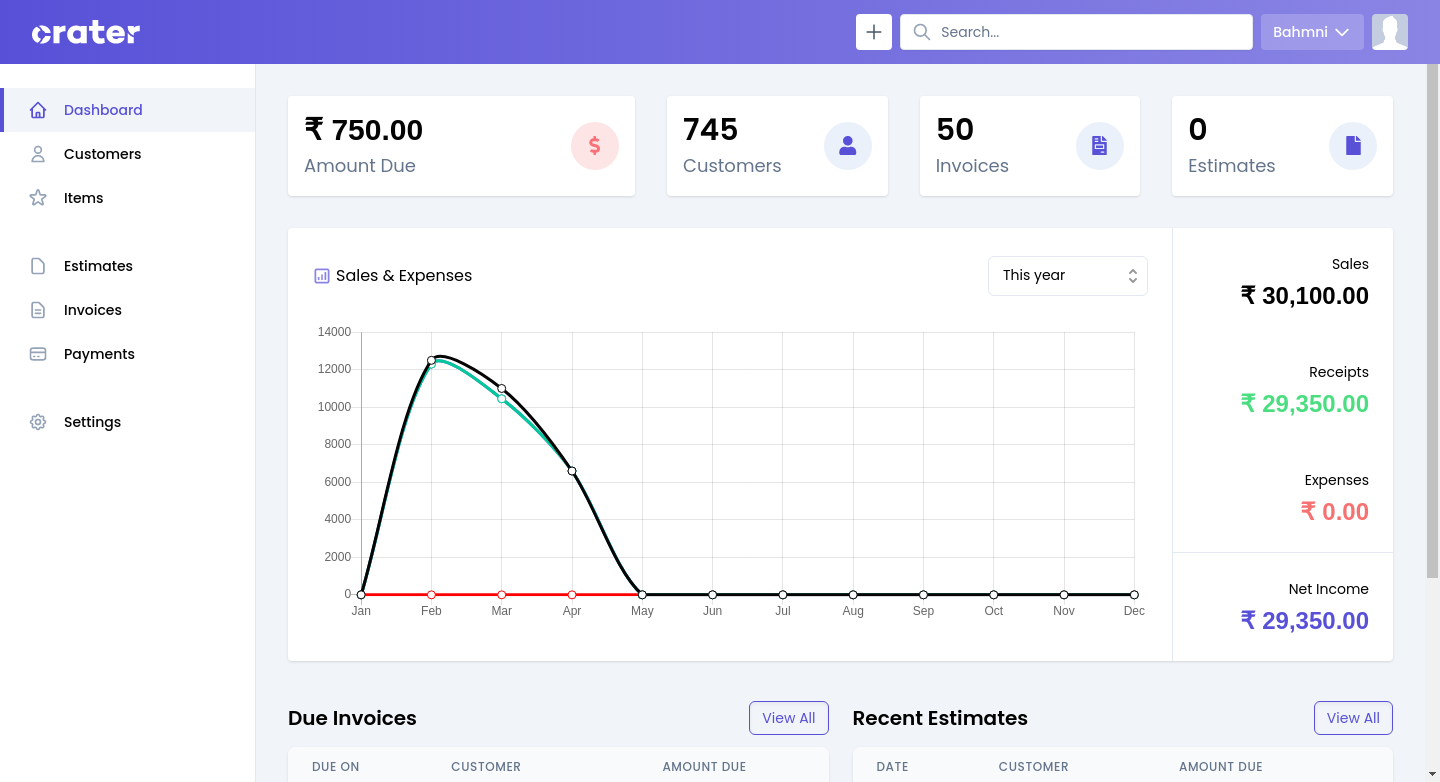 crater
Search...
Bahmni
Dashboard
Customers
Items
Estimates
Invoices
Payments
Settings
₹ 750.00
Amount Due
$
745
Customers
50
Invoices
0
Estimates
Sales & Expenses
This year
14000
12000
10000
8000
6000
4000
2000
0
Jan Feb Mar Apr May Jun Jul Aug Sep Oct Nov Dec
Sales
₹ 30,100.00
Receipts
₹ 29,350.00
Expenses
₹ 0.00
Net Income
₹ 29,350.00
Due Invoices
View All
DUE ON CUSTOMER AMOUNT DUE
Recent Estimates
View All
DATE CUSTOMER AMOUNT DUE